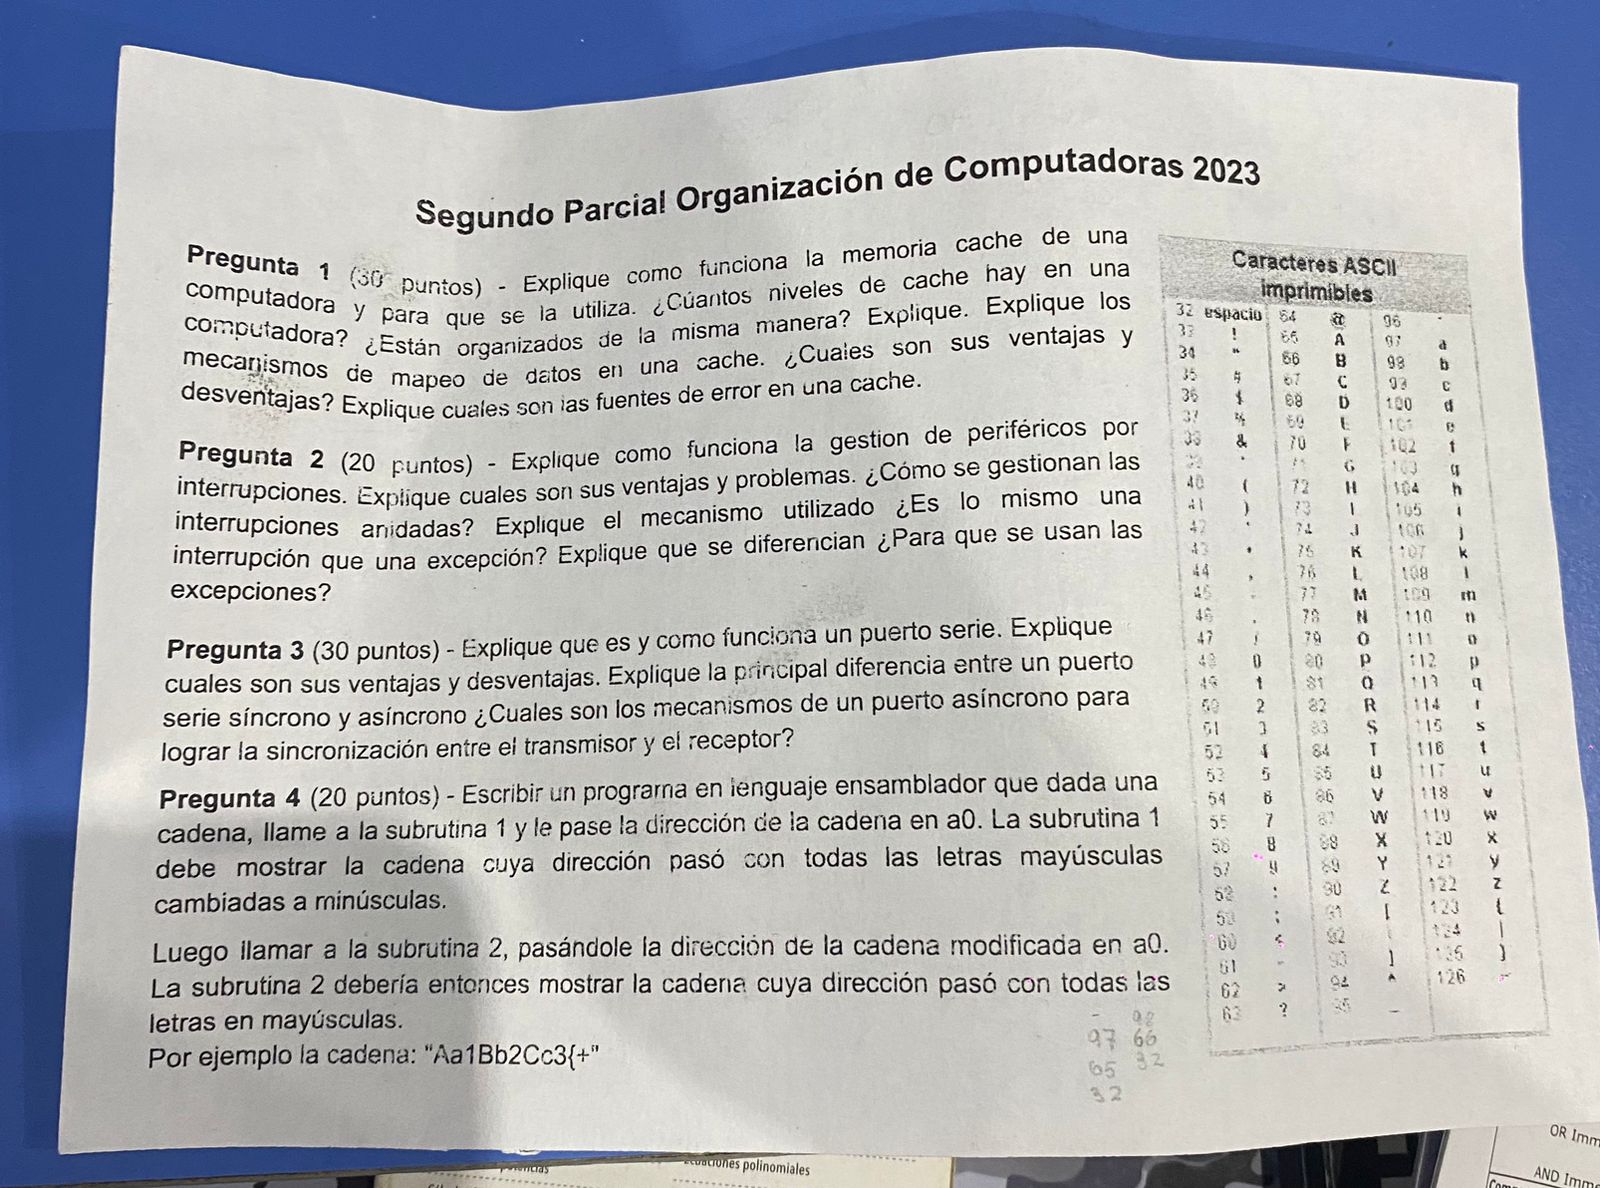 Segundo Parcial Organización de Computadoras 2023
Pregunta 1 (30 puntos) - Explique como funciona la memoria cache de una
computadora y para que se la utiliza. ¿Cúantos niveles de cache hay en una
computadora? ¿Están organizados de la misma manera? Explique. Explique los
mecanismos de mapeo de datos en una cache. ¿Cuales son sus ventajas y
desventajas? Explique cuales son las fuentes de error en una cache.
Pregunta 2 (20 puntos) - Explique como funciona la gestion de periféricos por
interrupciones. Explique cuales son sus ventajas y problemas. ¿Cómo se gestionan las
interrupciones anidadas? Explique el mecanismo utilizado ¿Es lo mismo una
interrupción que una excepción? Explique que se diferencian ¿Para que se usan las
excepciones?
Pregunta 3 (30 puntos) - Explique que es y como funciona un puerto serie. Explique
cuales son sus ventajas y desventajas. Explique la principal diferencia entre un puerto
serie síncrono y asíncrono ¿Cuales son los mecanismos de un puerto asíncrono para
lograr la sincronización entre el transmisor y el receptor?
Pregunta 4 (20 puntos) - Escribir un programa en lenguaje ensamblador que dada una
cadena, llame a la subrutina 1 y le pase la dirección de la cadena en a0. La subrutina 1
debe mostrar la cadena cuya dirección pasó con todas las letras mayúsculas
cambiadas a minúsculas.
Luego llamar a la subrutina 2, pasándole la dirección de la cadena modificada en a0.
La subrutina 2 debería entonces mostrar la cadena cuya dirección pasó con todas las
letras en mayúsculas.
Por ejemplo la cadena: "Aa1Bb2Cc3{+"
- 98
97 66
65 32
32
Caracteres ASCII
imprimibles
32 espacio 64 @ 96
33 ! 65 A 97 a
34 " 66 B 98 b
35 # 67 C 99 c
36 $ 68 D 100 d
37 % 69 E 101 e
38 & 70 F 102 f
39 ' 71 G 103 g
40 ( 72 H 104 h
41 ) 73 I 105 i
42 74 J 106 j
43 75 K 107 k
44 , 76 L 108 l
45 77 M 109 m
46 . 78 N 110 n
47 / 79 O 111 o
48 0 80 P 112 p
49 1 81 Q 113 q
50 2 82 R 114 r
51 3 83 S 115 s
52 4 84 T 116 t
53 5 85 U 117 u
54 6 86 V 118 v
55 7 87 W 119 w
56 8 88 X 120 x
57 9 89 Y 121 y
58 : 90 Z 122 z
59 ; 91 [ 123 {
60 < 92 124 |
61 93 ] 125 }
62 > 94 ^ 126 ~
63 ? 95 _
ecuaciones polinomiales
OR Imm
AND Imm